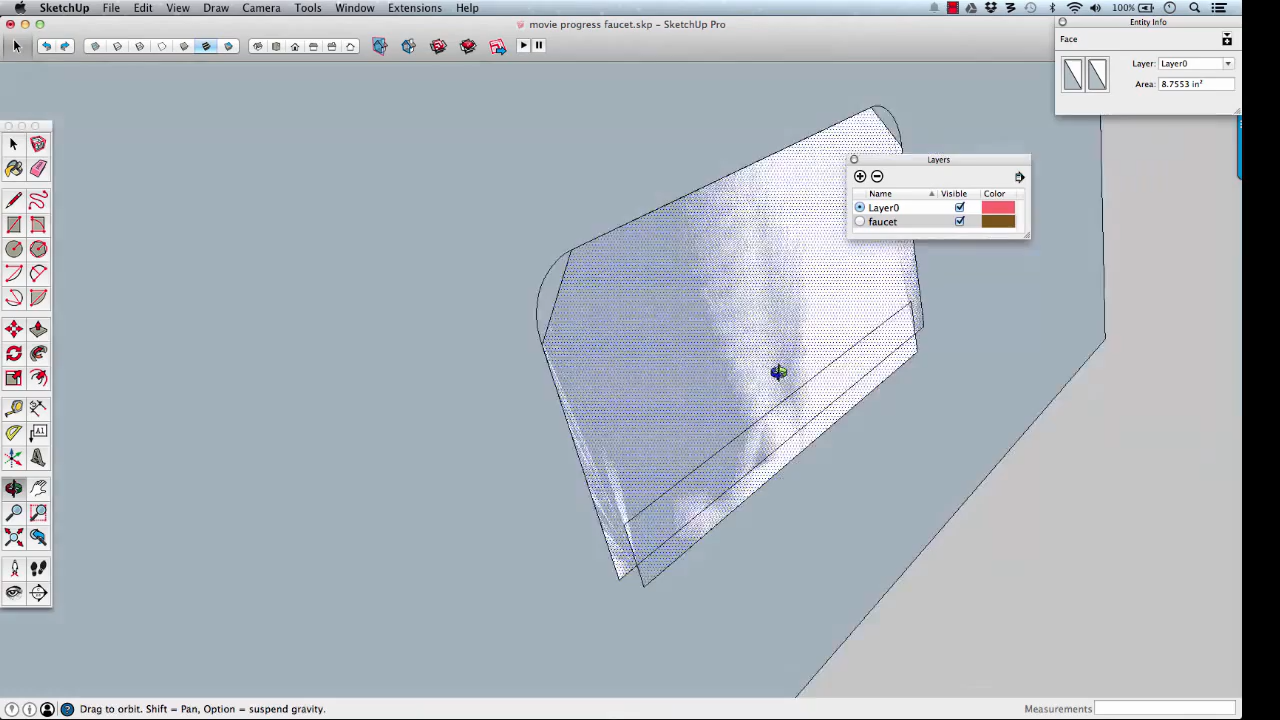 SketchUp File Edit View Draw Camera Tools Window Extensions Help 100%
movie progress faucet.skp - SketchUp Pro
Entity Info
Face
Layer: Layer0
Area: 8.7553 in²
Layers
Name Visible Color
Layer0
faucet
A1
Drag to orbit. Shift = Pan, Option = suspend gravity.
Measurements